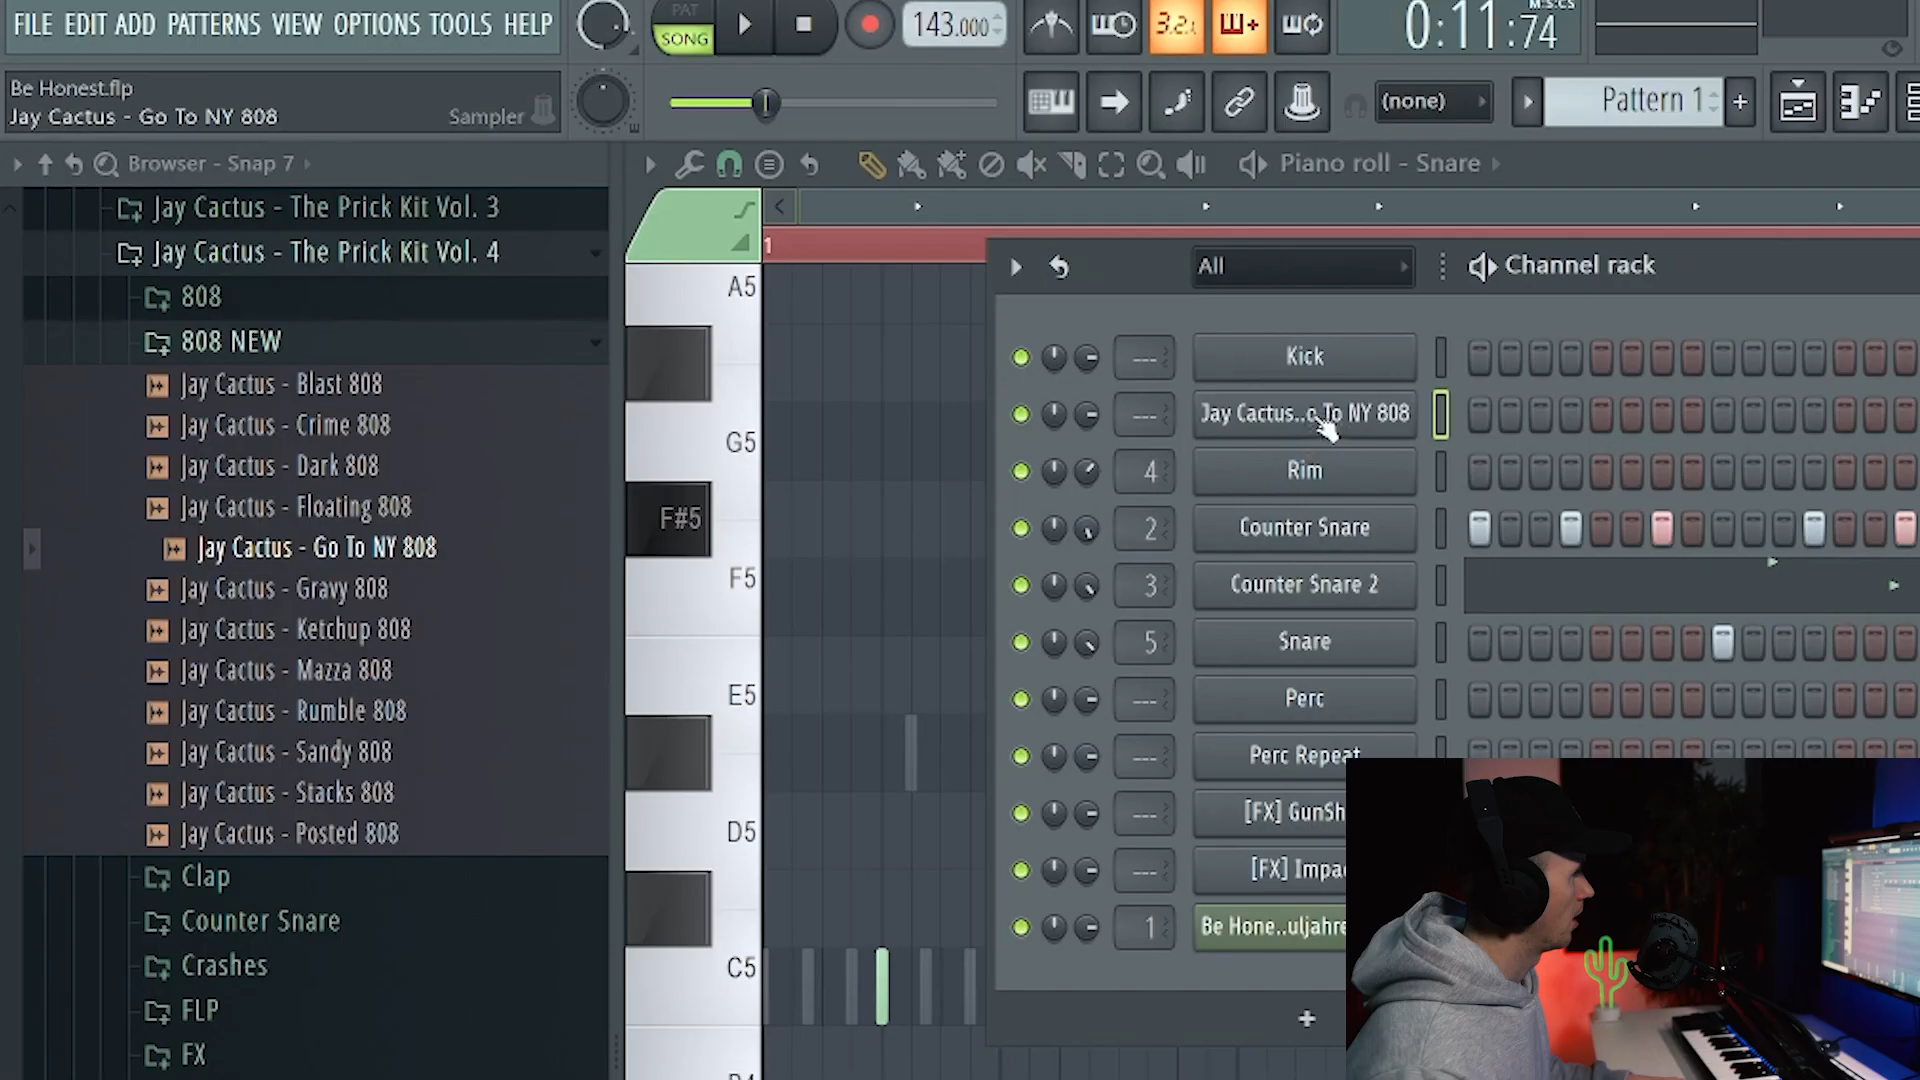 FILE EDIT ADD PATTERNS VIEW OPTIONS TOOLS HELP
PAT
SONG
143.000
3.2.
0:11:74
M:S:CS
Be Honest.flp
Jay Cactus - Go To NY 808
Sampler
(none)
Pattern 1
+
Browser - Snap 7
Piano roll - Snare
Jay Cactus - The Prick Kit Vol. 3
Jay Cactus - The Prick Kit Vol. 4
808
808 NEW
Jay Cactus - Blast 808
Jay Cactus - Crime 808
Jay Cactus - Dark 808
Jay Cactus - Floating 808
Jay Cactus - Go To NY 808
Jay Cactus - Gravy 808
Jay Cactus - Ketchup 808
Jay Cactus - Mazza 808
Jay Cactus - Rumble 808
Jay Cactus - Sandy 808
Jay Cactus - Stacks 808
Jay Cactus - Posted 808
Clap
Counter Snare
Crashes
FLP
FX
1
A5
G5
F#5
F5
E5
D5
C5
All
Channel rack
--- Kick
--- Jay Cactus..o To NY 808
4 Rim
2 Counter Snare
3 Counter Snare 2
5 Snare
--- Perc
--- Perc Repeat
--- [FX] GunSh
--- [FX] Impa
1 Be Hone..uljahre
+